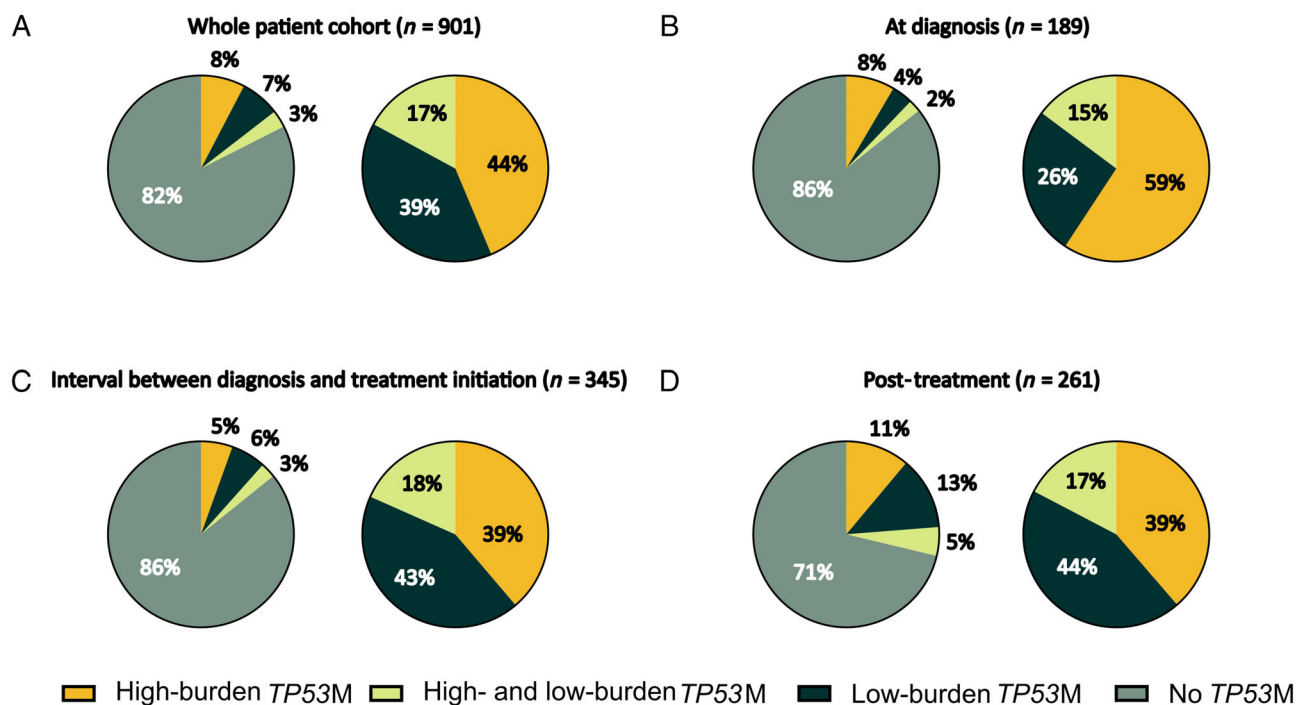 A
Whole patient cohort (n = 901)
8%
7%
3%
82%
17%
44%
39%
B
At diagnosis (n = 189)
8%
4%
2%
86%
15%
26%
59%
C
Interval between diagnosis and treatment initiation (n = 345)
5%
6%
3%
86%
18%
39%
43%
D
Post-treatment (n = 261)
11%
13%
5%
71%
17%
39%
44%
High-burden TP53M
High- and low-burden TP53M
Low-burden TP53M
No TP53M